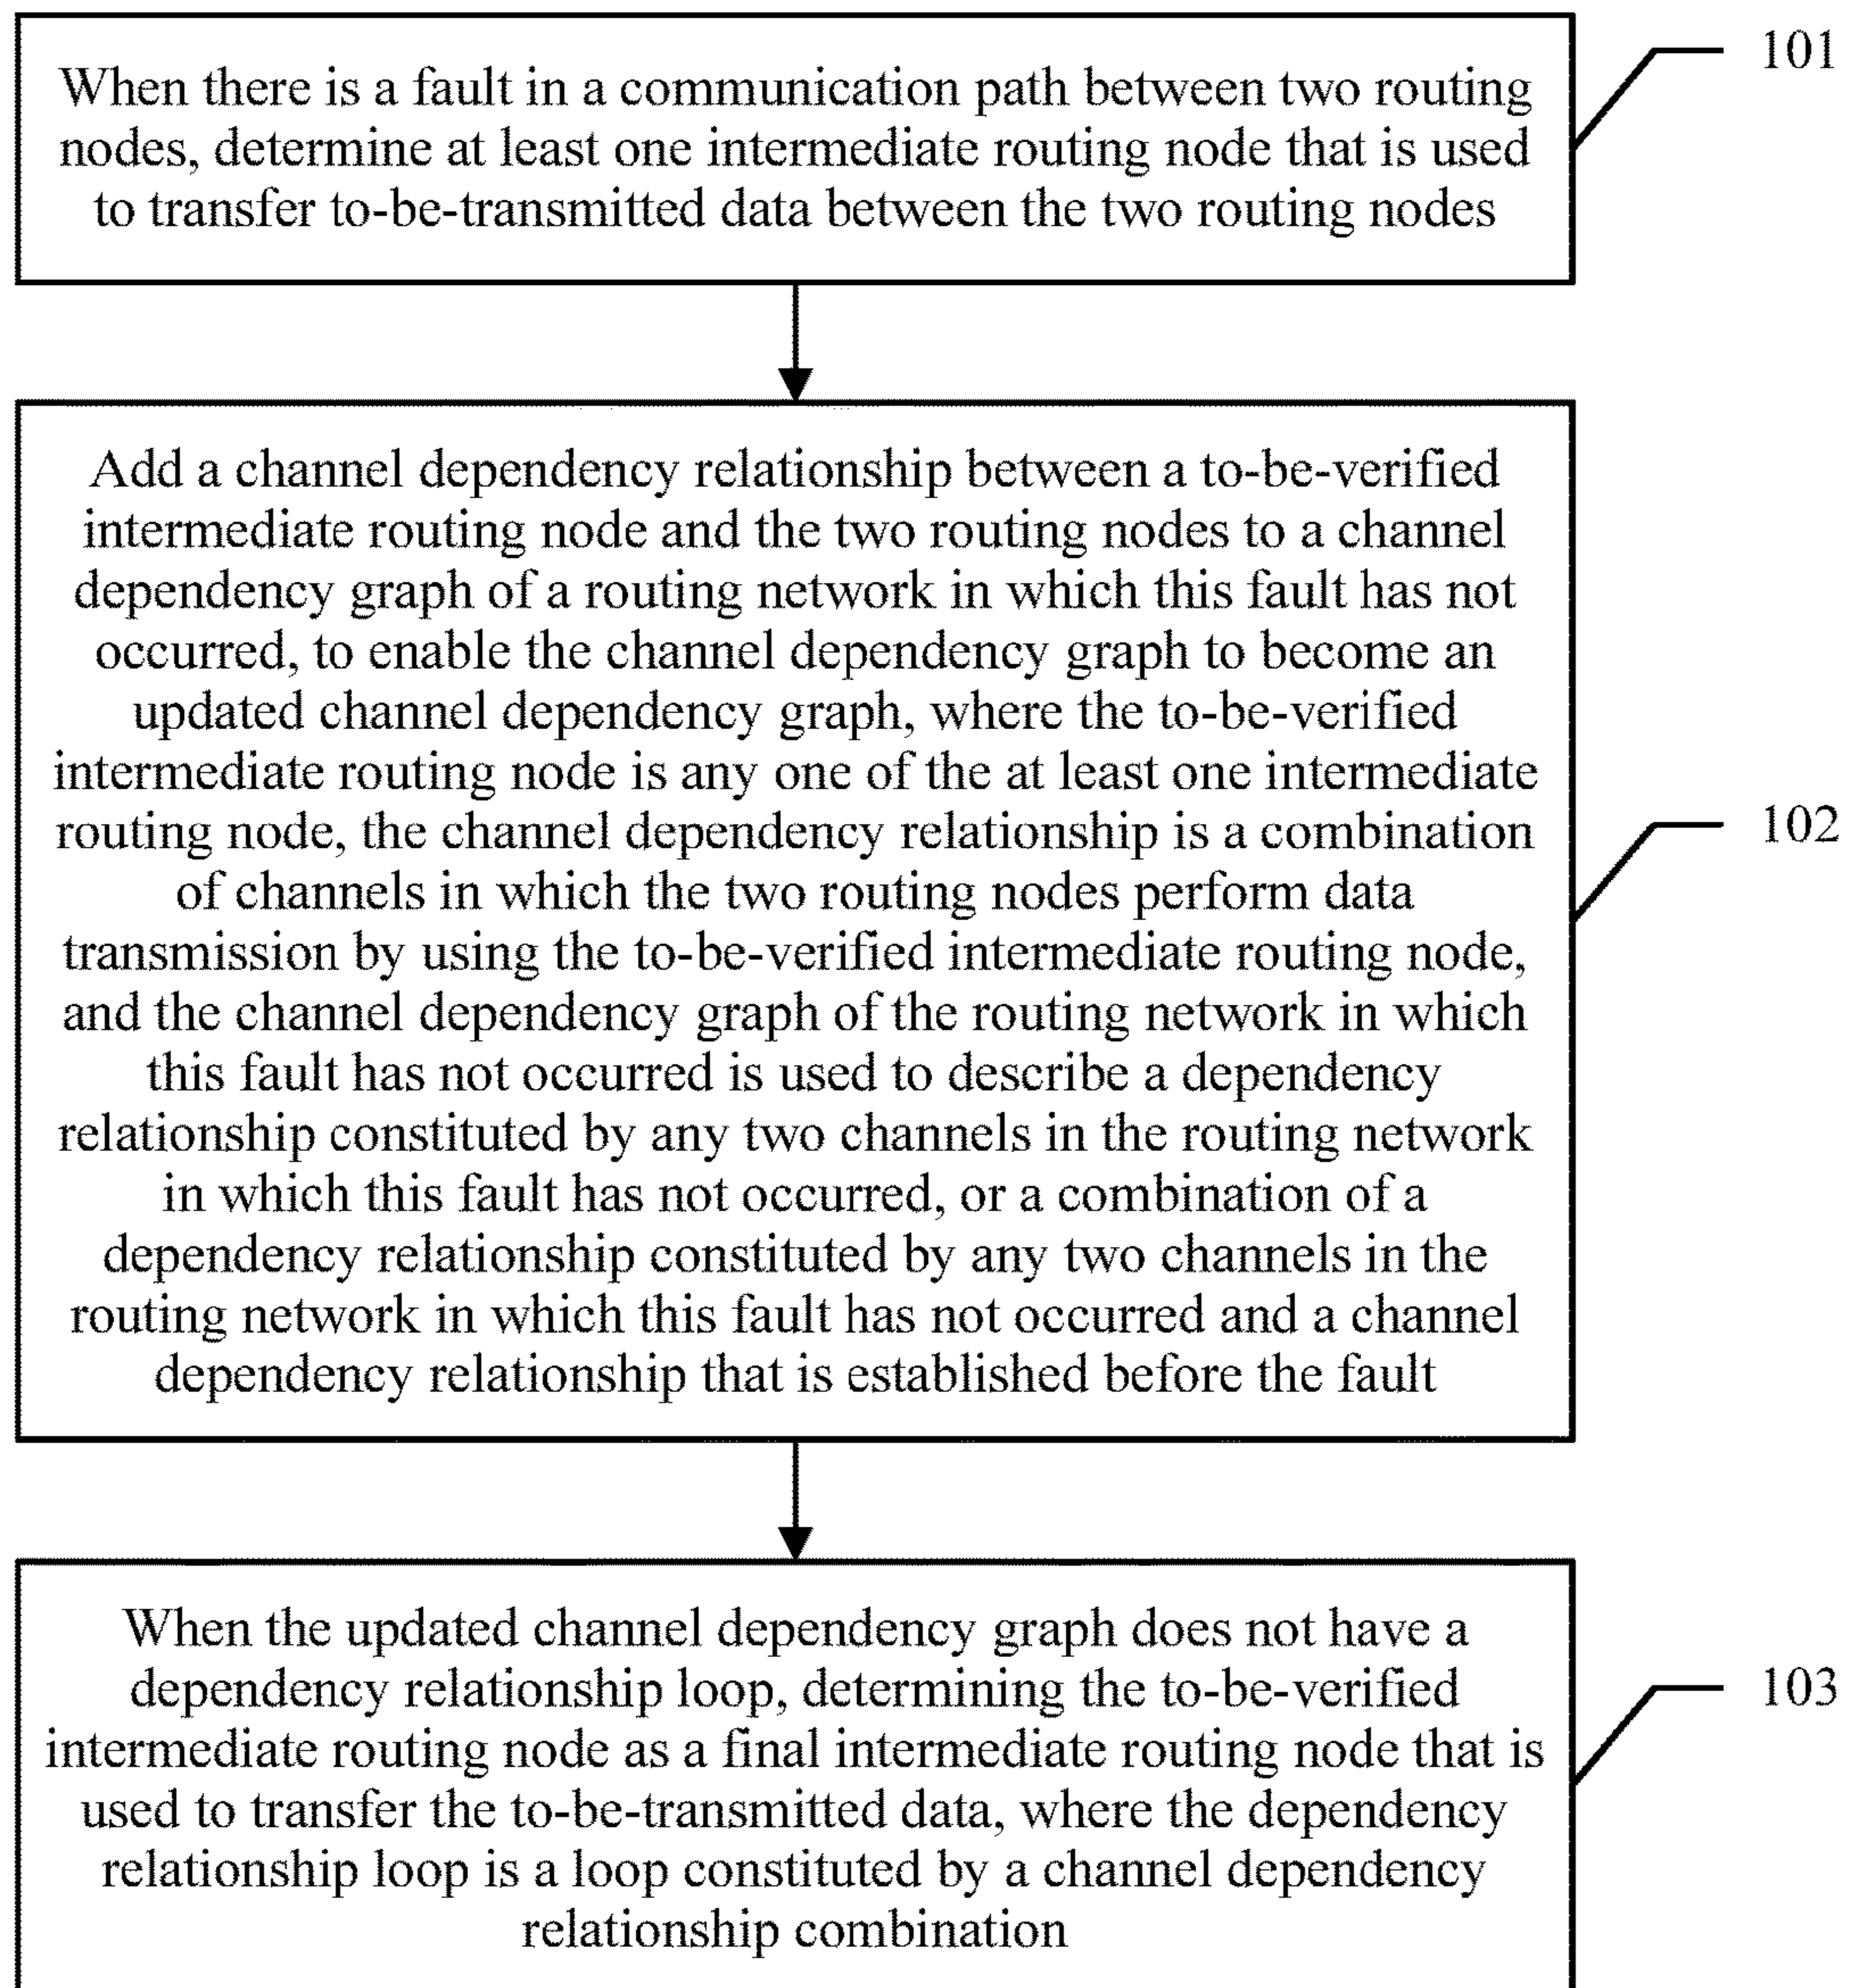 When there is a fault in a communication path between two routing
nodes, determine at least one intermediate routing node that is used
to transfer to-be-transmitted data between the two routing nodes
101
Add a channel dependency relationship between a to-be-verified
intermediate routing node and the two routing nodes to a channel
dependency graph of a routing network in which this fault has not
occurred, to enable the channel dependency graph to become an
updated channel dependency graph, where the to-be-verified
intermediate routing node is any one of the at least one intermediate
routing node, the channel dependency relationship is a combination
of channels in which the two routing nodes perform data
transmission by using the to-be-verified intermediate routing node,
and the channel dependency graph of the routing network in which
this fault has not occurred is used to describe a dependency
relationship constituted by any two channels in the routing network
in which this fault has not occurred, or a combination of a
dependency relationship constituted by any two channels in the
routing network in which this fault has not occurred and a channel
dependency relationship that is established before the fault
102
When the updated channel dependency graph does not have a
dependency relationship loop, determining the to-be-verified
intermediate routing node as a final intermediate routing node that is
used to transfer the to-be-transmitted data, where the dependency
relationship loop is a loop constituted by a channel dependency
relationship combination
103